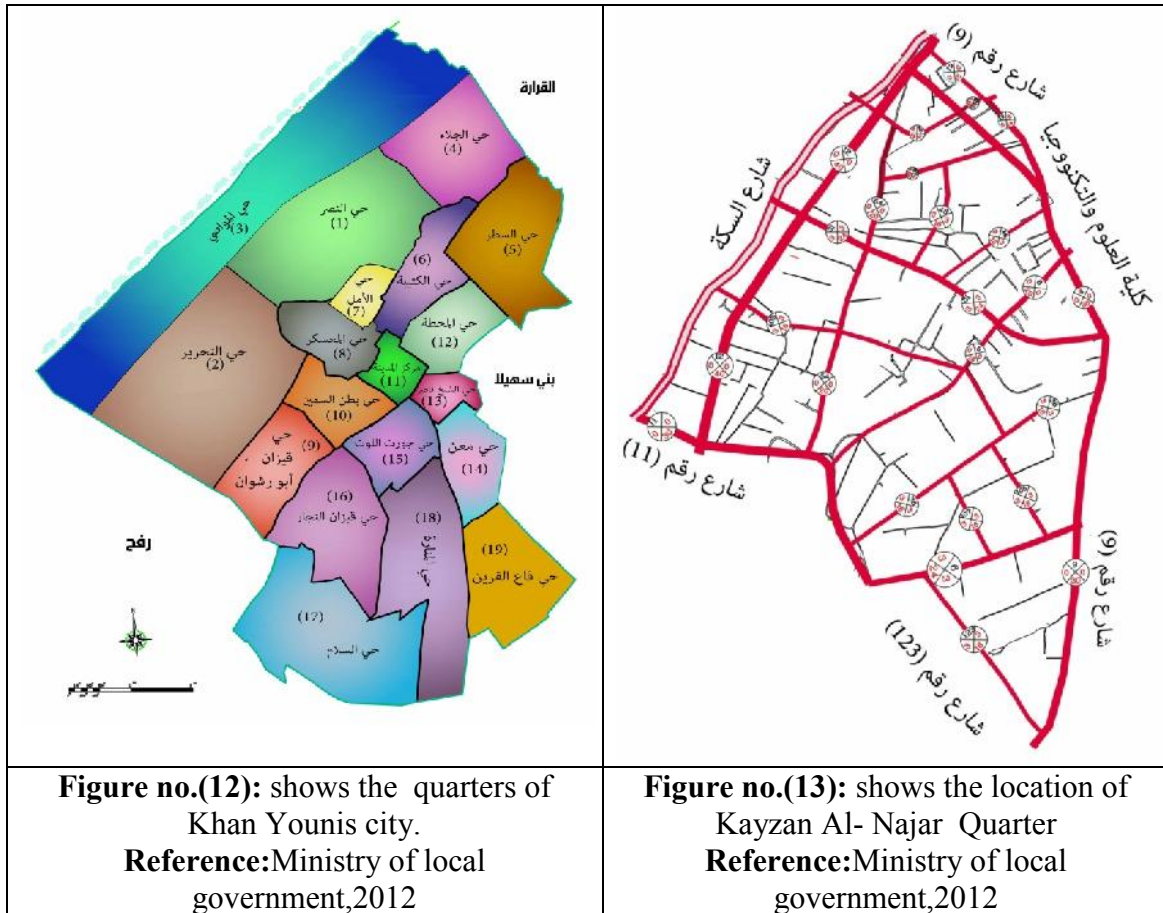 القرارة
حي الجلاء
(4)
حي النصر
(1)
حي المواصي
(3)
حي السطر
(5)
(6)
حي الكتيبة
حي
الأمل
(7)
حي المحطة
(12)
حي التحرير
(2)
حي المعسكر
(8)
مركز المدينة
(11)
بني سهيلا
(13)
حي بطن السمين
(10)
حي
(9)
قيزان
أبو رشوان
حي جورت اللوت
(15)
حي معن
(14)
(16)
حي قيزان النجار
(18)
حي المنارة
(19)
حي قاع القرين
رفح
(17)
حي السلام
شارع رقم (9)
شارع السكة
كلية العلوم والتكنووجيا
شارع رقم (11)
شارع رقم (9)
شارع رقم (123)
Figure no.(12): shows the quarters of
Khan Younis city.
Reference:Ministry of local
government,2012
Figure no.(13): shows the location of
Kayzan Al- Najar Quarter
Reference:Ministry of local
government,2012